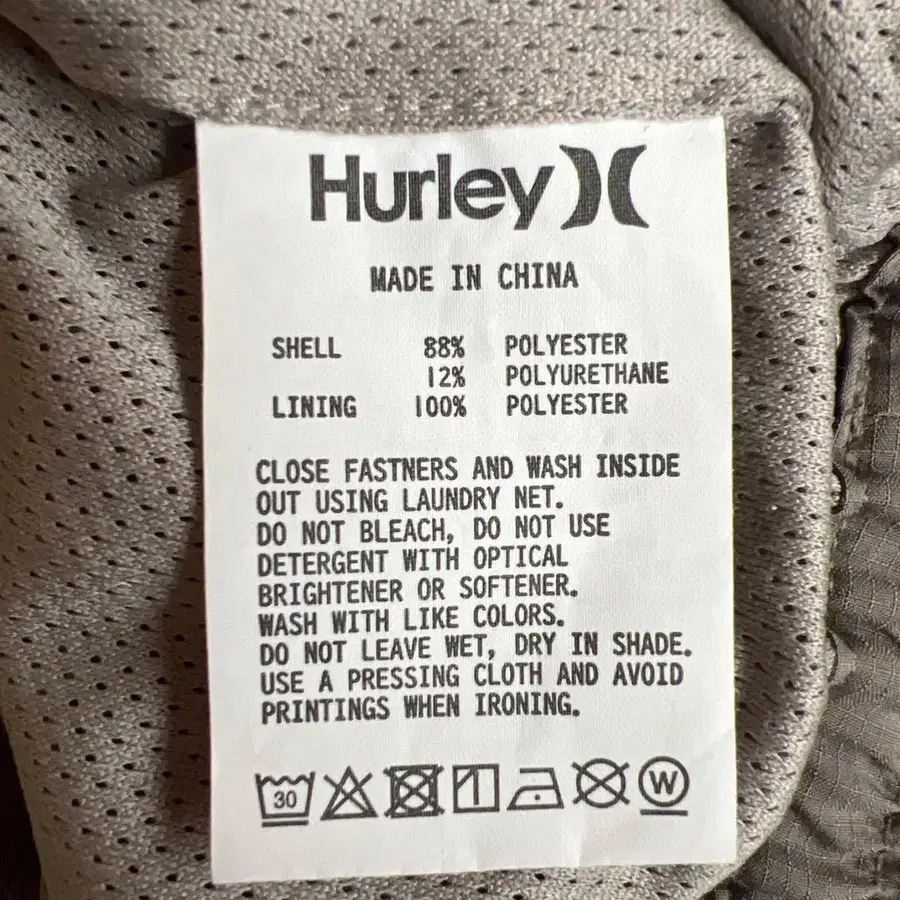 Hurley
MADE IN CHINA
SHELL 88% POLYESTER
12% POLYURETHANE
LINING 100% POLYESTER
CLOSE FASTNERS AND WASH INSIDE
OUT USING LAUNDRY NET.
DO NOT BLEACH, DO NOT USE
DETERGENT WITH OPTICAL
BRIGHTENER OR SOFTENER.
WASH WITH LIKE COLORS.
DO NOT LEAVE WET, DRY IN SHADE.
USE A PRESSING CLOTH AND AVOID
PRINTINGS WHEN IRONING.
30 W